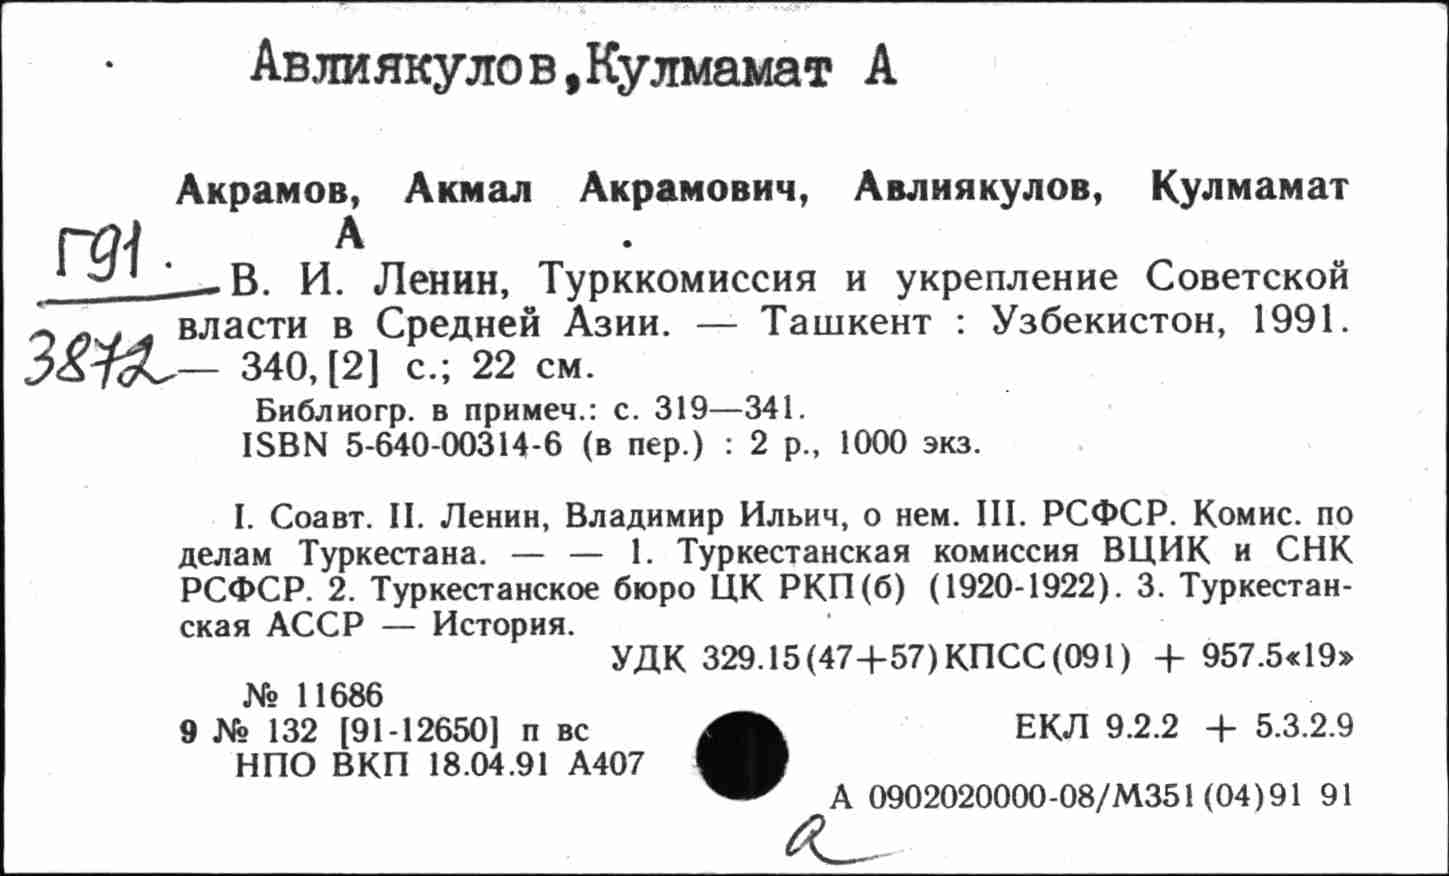 Авлиякулов, Кулмамат А
Акрамов, Акмал Акрамович, Авлиякулов, Кулмамат
А
Г91
В. И. Ленин, Турккомиссия и укрепление Советской
власти в Средней Азии. — Ташкент : Узбекистон, 1991.
3872
— 340, [2] с.; 22 см.
Библиогр. в примеч.: с. 319—341.
ISBN 5-640-00314-6 (в пер.) : 2 р., 1000 экз.
I. Соавт. II. Ленин, Владимир Ильич, о нем. III. РСФСР. Комис. по
делам Туркестана. — — 1. Туркестанская комиссия ВЦИК и СНК
РСФСР. 2. Туркестанское бюро ЦК РКП(б) (1920-1922). 3. Туркестан-
ская АССР — История.
УДК 329.15(47+57)КПСС(091) + 957.5«19»
№ 11686
9 № 132 [91-12650] п вс
ЕКЛ 9.2.2 + 5.3.2.9
НПО ВКП 18.04.91 А407
А 0902020000-08/М351(04)91 91
а